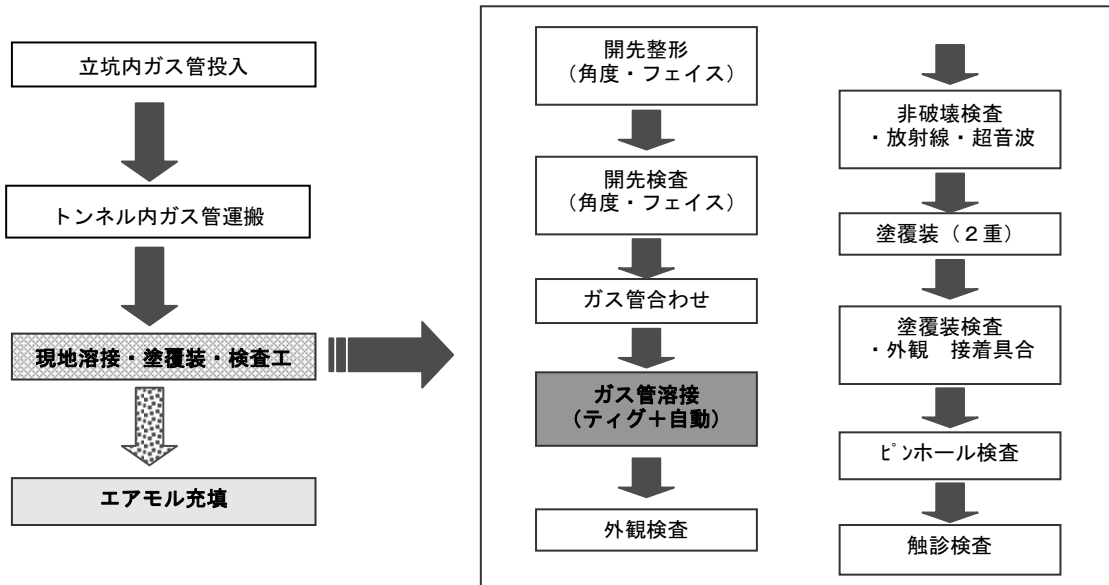 立坑内ガス管投入
トンネル内ガス管運搬
現地溶接・塗覆装・検査工
エアモル充填
開先整形
（角度・フェイス）
開先検査
（角度・フェイス）
ガス管合わせ
ガス管溶接
（ティグ＋自動）
外観検査
非破壊検査
・放射線・超音波
塗覆装（２重）
塗覆装検査
・外観　接着具合
ﾋﾟﾝホール検査
触診検査